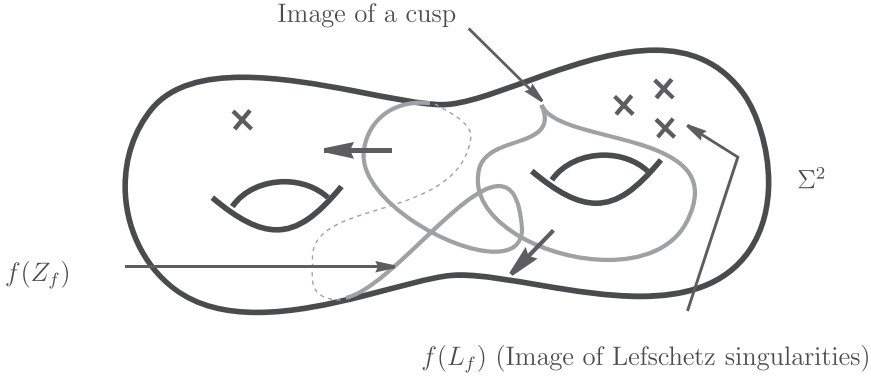 Image of a cusp
Σ²
f(Z_f)
f(L_f) (Image of Lefschetz singularities)